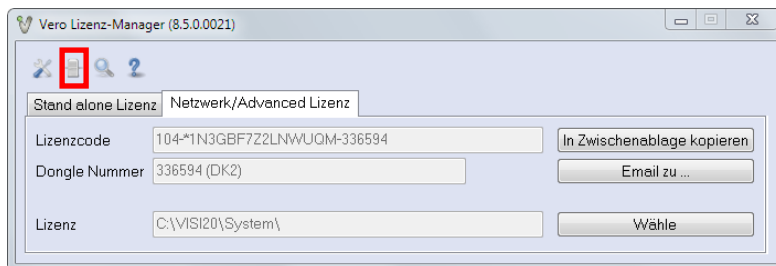 Vero Lizenz-Manager (8.5.0.0021)
Stand alone Lizenz Netzwerk/Advanced Lizenz
Lizenzcode 104-*1N3GBF7Z2LNWUQM-336594 In Zwischenablage kopieren
Dongle Nummer 336594 (DK2) Email zu ...
Lizenz C:\VISI20\System\ Wähle